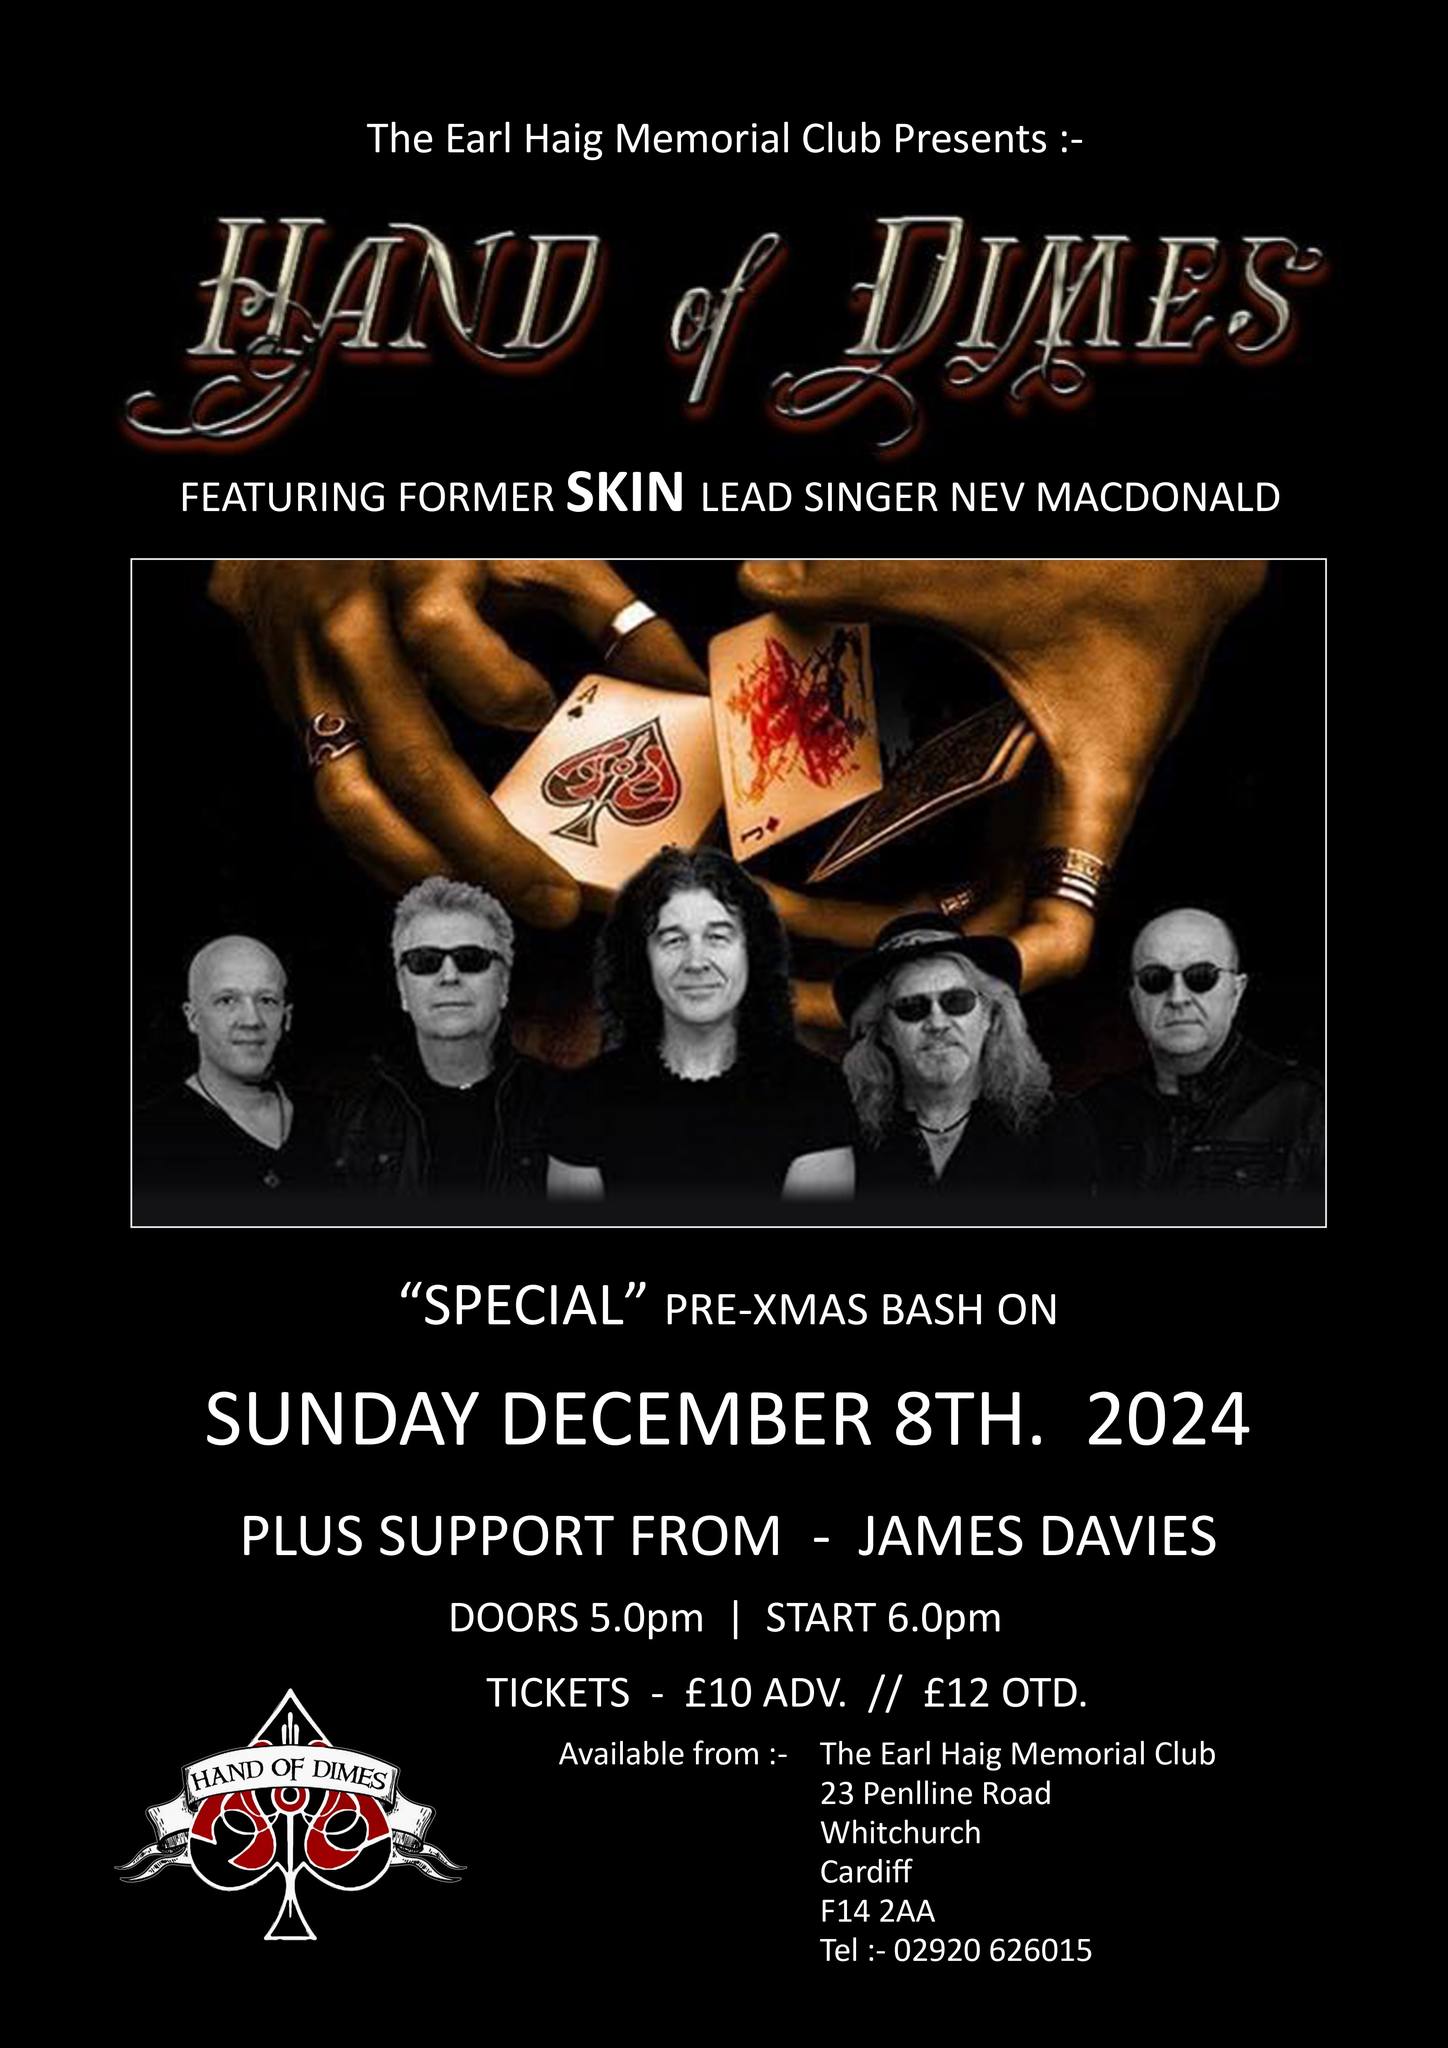 The Earl Haig Memorial Club Presents :-
HAND of DIMES
FEATURING FORMER SKIN LEAD SINGER NEV MACDONALD
A
J
“SPECIAL” PRE-XMAS BASH ON
SUNDAY DECEMBER 8TH. 2024
PLUS SUPPORT FROM - JAMES DAVIES
DOORS 5.0pm | START 6.0pm
TICKETS - £10 ADV. // £12 OTD.
HAND OF DIMES
Available from :- The Earl Haig Memorial Club
23 Penlline Road
Whitchurch
Cardiff
F14 2AA
Tel :- 02920 626015